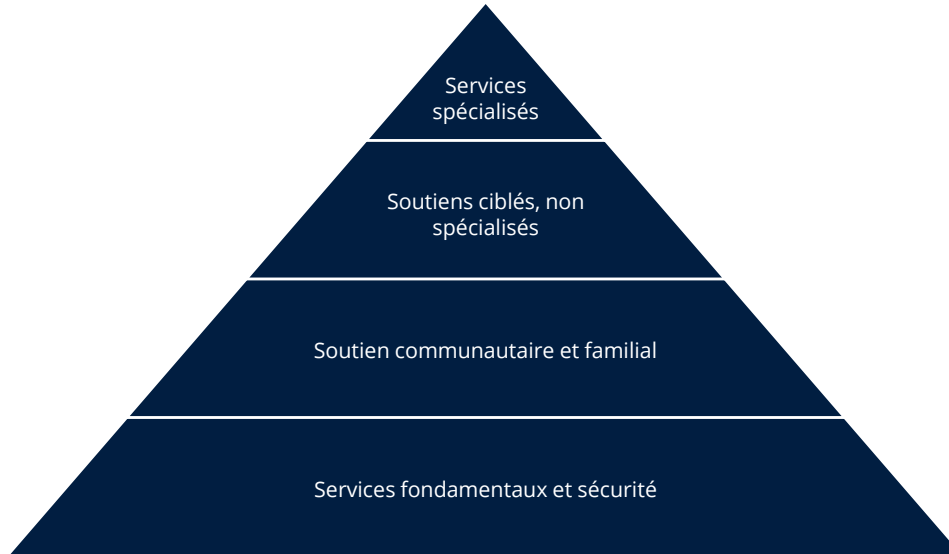 Services
spécialisés
Soutiens ciblés, non
spécialisés
Soutien communautaire et familial
Services fondamentaux et sécurité